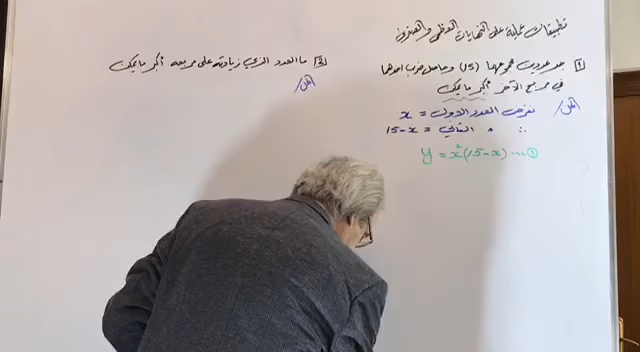 تطبيقات عملية على النهايات العظمى والصغرى
[1] جد عددين مجموعهما (15) وحاصل ضرب احدهما
في مربع الآخر أكبر ما يمكن
الحل/ نفرض العدد الاول = x
∴ " الثاني = 15-x
y = x²(15-x) ...①
[2] ما العدد الذي زيادته على مربعه أكبر ما يمكن
الحل/